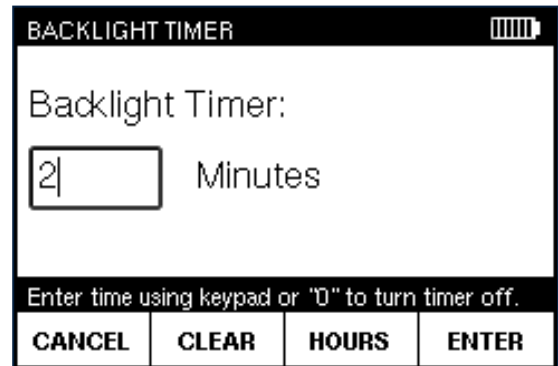 BACKLIGHT TIMER
Backlight Timer:
2 Minutes
Enter time using keypad or "0" to turn timer off.
CANCEL CLEAR HOURS ENTER